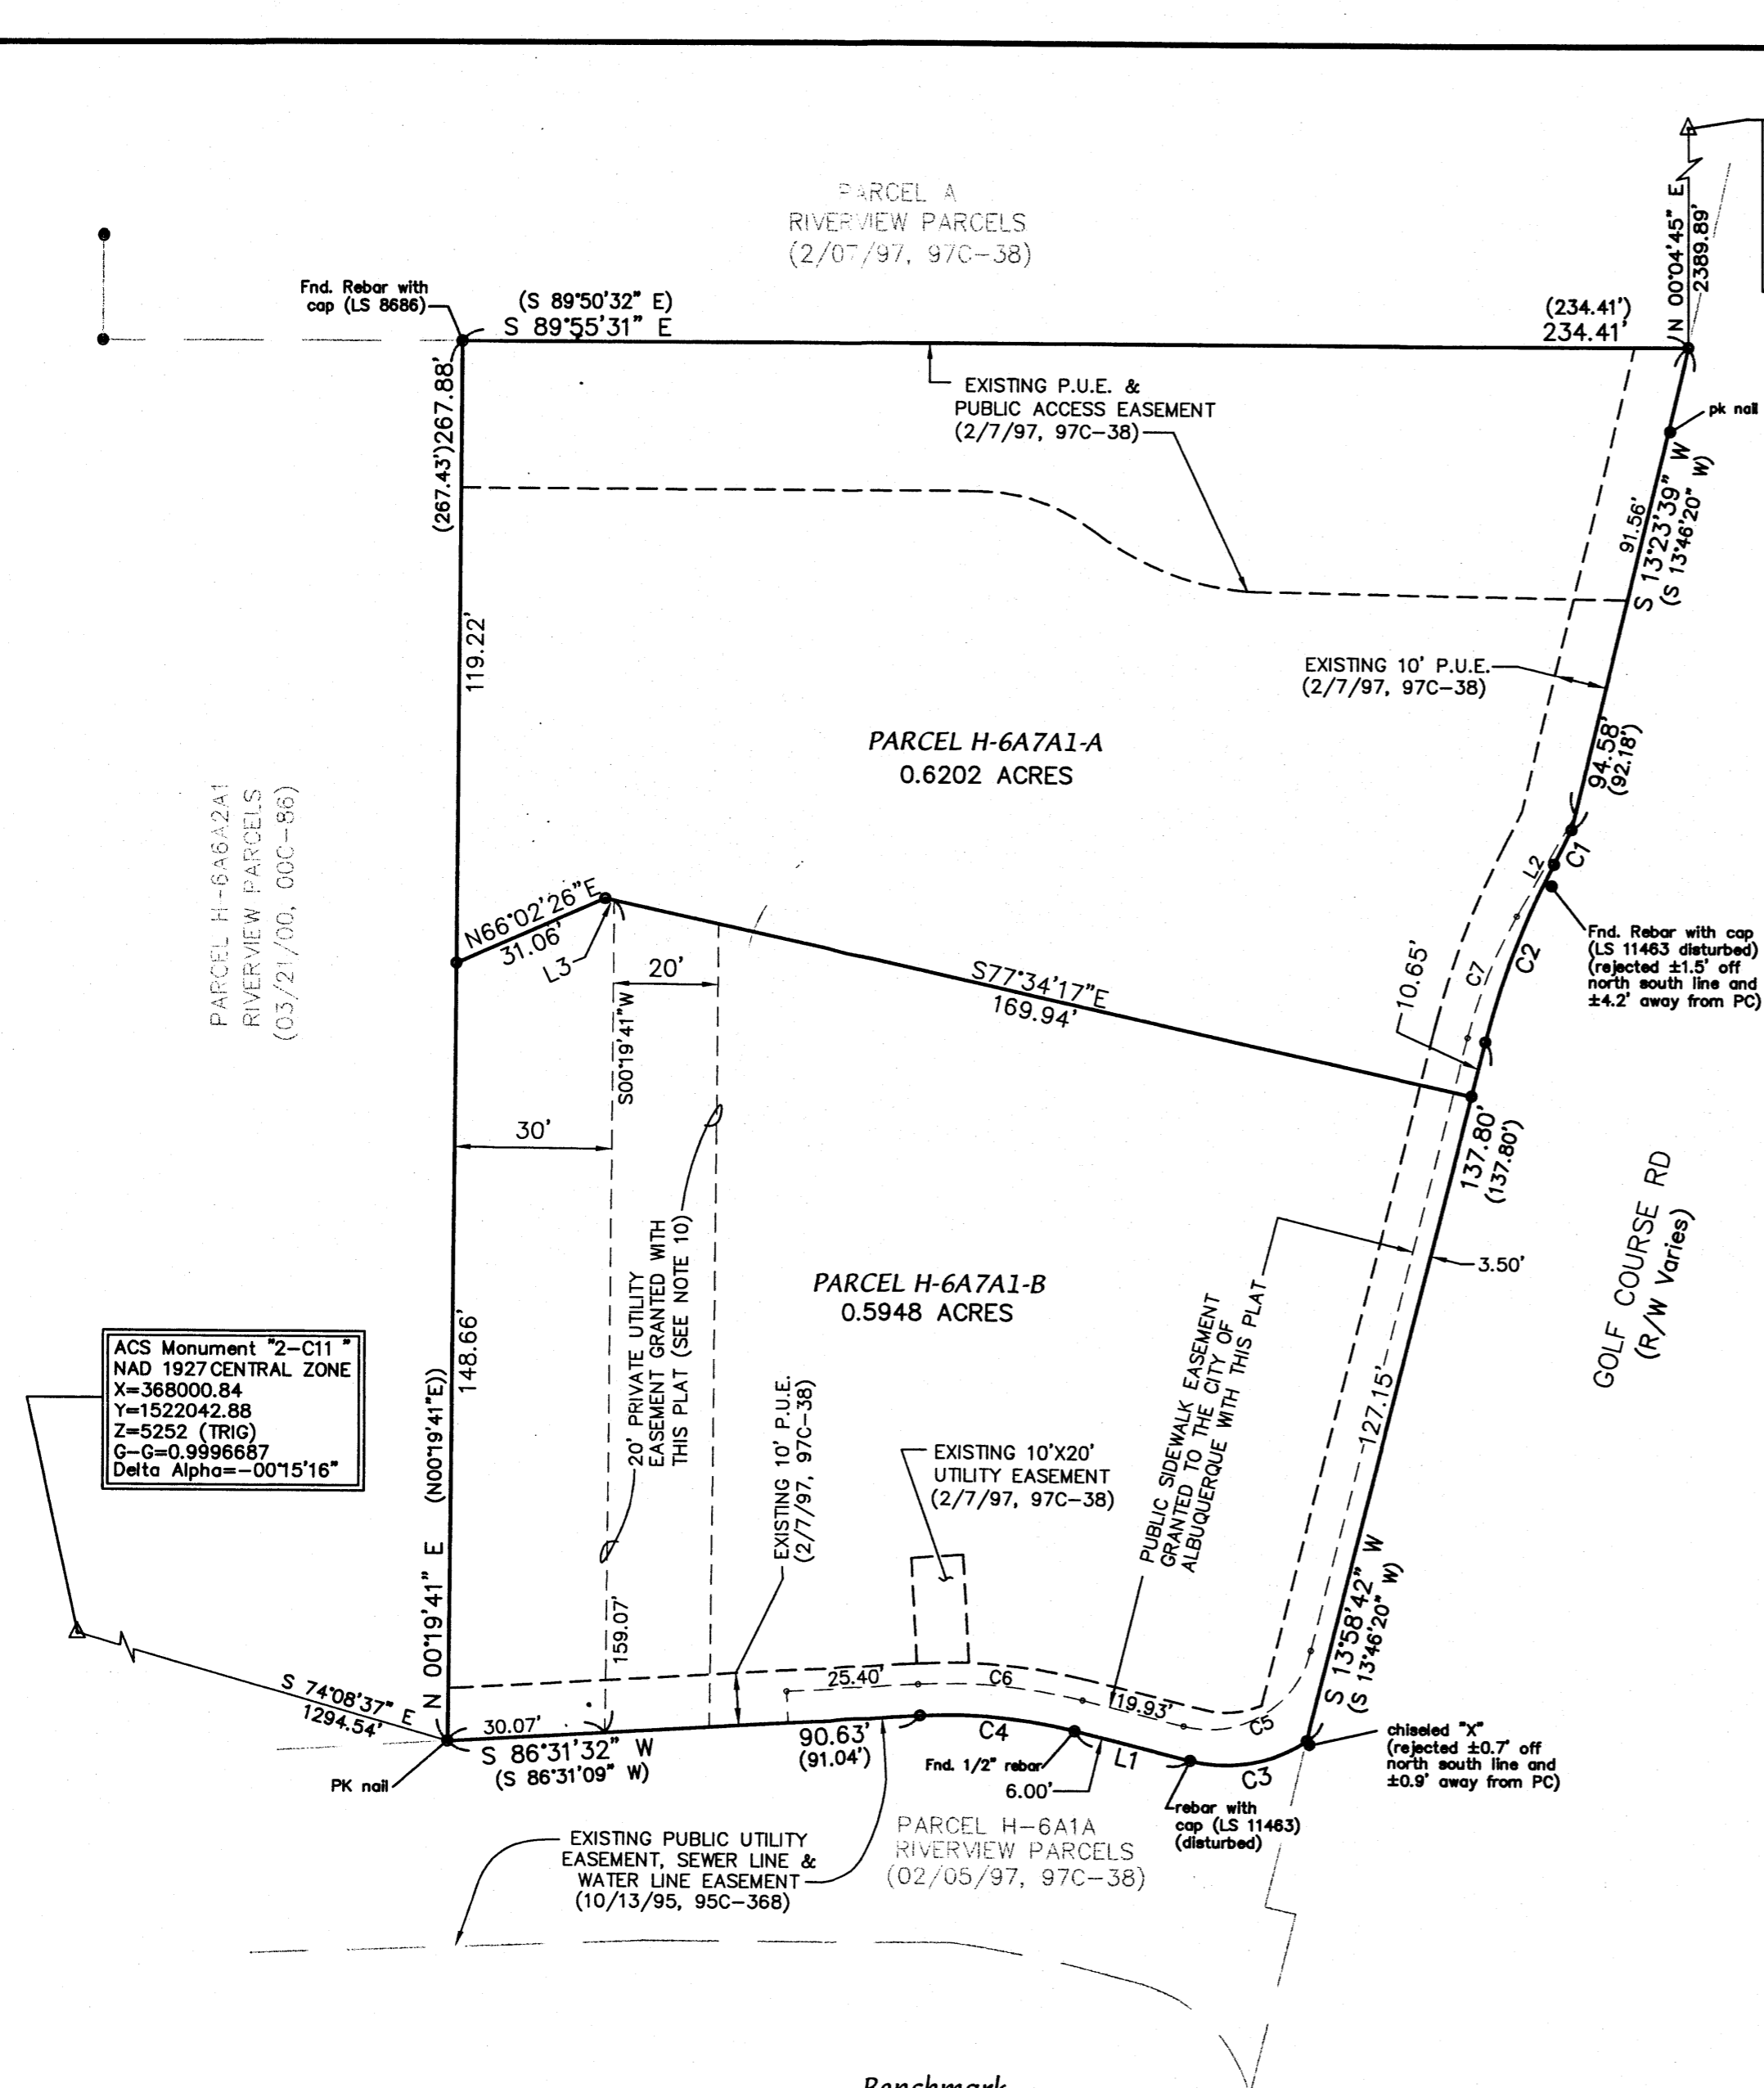 PARCEL A
RIVERVIEW PARCELS
(2/07/97, 97C-38)
N 00°04'45" E
2389.89'
Fnd. Rebar with
cap (LS 8686)
(S 89°50'32" E)
S 89°55'31" E
(234.41')
234.41'
EXISTING P.U.E. &
PUBLIC ACCESS EASEMENT
(2/7/97, 97C-38)
pk nail
(267.43')267.88'
91.56'
S 13°23'39" W
(S 13°46'20" W)
119.22'
EXISTING 10' P.U.E.
(2/7/97, 97C-38)
94.58'
(92.18')
PARCEL H-6A7A1-A
0.6202 ACRES
PARCEL H-6A6A2A1
RIVERVIEW PARCELS
(03/21/00, 00C-86)
C1
L2
Fnd. Rebar with cap
(LS 11463 disturbed)
(rejected ±1.5' off
north south line and
±4.2' away from PC)
N66°02'26"E
31.06'
L3
20'
S77°34'17"E
169.94'
10.65'
C7
C2
S00°19'41"W
30'
137.80'
(137.80')
GOLF COURSE RD
(R/W Varies)
20' PRIVATE UTILITY
EASEMENT GRANTED WITH
THIS PLAT (SEE NOTE 10)
PARCEL H-6A7A1-B
0.5948 ACRES
3.50'
PUBLIC SIDEWALK EASEMENT
GRANTED TO THE CITY OF
ALBUQUERQUE WITH THIS PLAT
127.15'
ACS Monument "2-C11 "
NAD 1927 CENTRAL ZONE
X=368000.84
Y=1522042.88
Z=5252 (TRIG)
G-G=0.9996687
Delta Alpha=-00°15'16"
148.66'
(N00°19'41"E))
N 00°19'41" E
EXISTING 10' P.U.E.
(2/7/97, 97C-38)
EXISTING 10'X20'
UTILITY EASEMENT
(2/7/97, 97C-38)
159.07'
S 13°58'42" W
(S 13°46'20" W)
25.40'
C6
19.93'
C5
S 74°08'37" E
1294.54'
30.07'
S 86°31'32" W
(S 86°31'09" W)
90.63'
(91.04')
C4
Fnd. 1/2" rebar
6.00'
L1
C3
chiseled "X"
(rejected ±0.7' off
north south line and
±0.9' away from PC)
PK nail
rebar with
cap (LS 11463)
(disturbed)
EXISTING PUBLIC UTILITY
EASEMENT, SEWER LINE &
WATER LINE EASEMENT
(10/13/95, 95C-368)
PARCEL H-6A1A
RIVERVIEW PARCELS
(02/05/97, 97C-38)
Benchmark